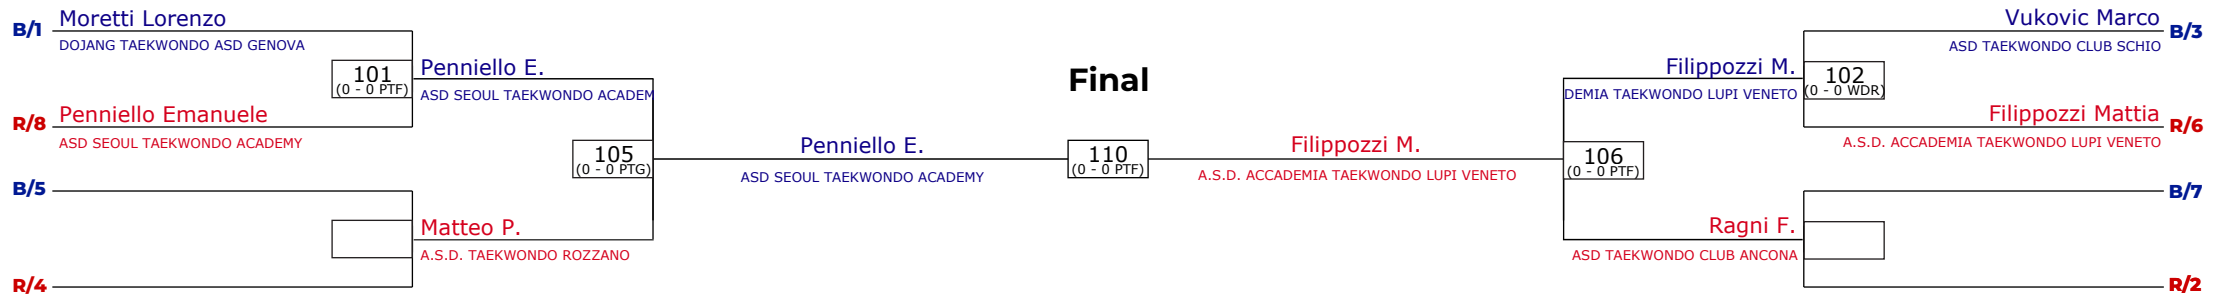 B/1
Moretti Lorenzo
DOJANG TAEKWONDO ASD GENOVA
101
(0 - 0 PTF)
Penniello E.
ASD SEOUL TAEKWONDO ACADEM
R/8
Penniello Emanuele
ASD SEOUL TAEKWONDO ACADEMY
105
(0 - 0 PTG)
B/5
Matteo P.
A.S.D. TAEKWONDO ROZZANO
R/4
Final
Penniello E.
ASD SEOUL TAEKWONDO ACADEMY
110
(0 - 0 PTF)
Filippozzi M.
A.S.D. ACCADEMIA TAEKWONDO LUPI VENETO
Vukovic Marco
B/3
ASD TAEKWONDO CLUB SCHIO
Filippozzi M.
DEMIA TAEKWONDO LUPI VENETO
102
(0 - 0 WDR)
Filippozzi Mattia
R/6
A.S.D. ACCADEMIA TAEKWONDO LUPI VENETO
106
(0 - 0 PTF)
B/7
Ragni F.
ASD TAEKWONDO CLUB ANCONA
R/2